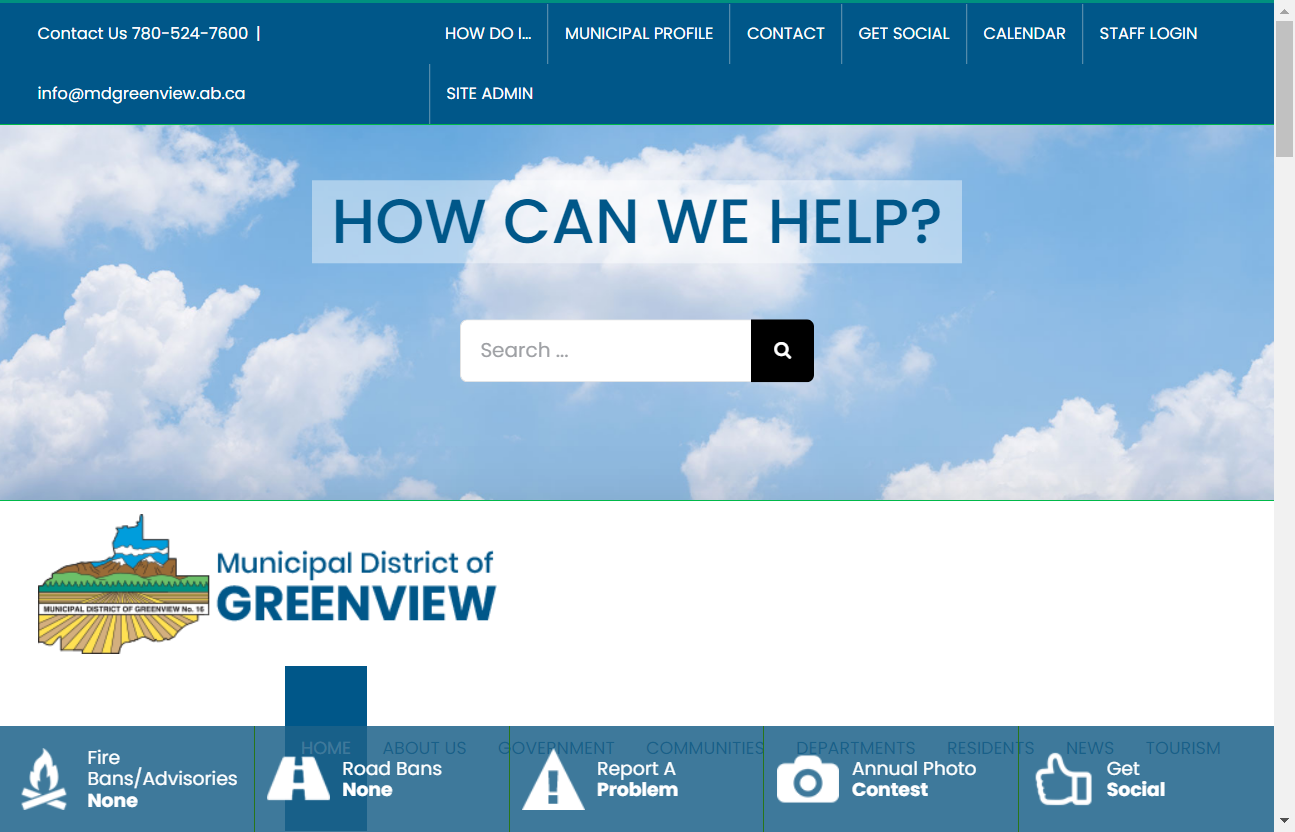 Contact Us 780-524-7600 |
info@mdgreenview.ab.ca
HOW DO I...
MUNICIPAL PROFILE
CONTACT
GET SOCIAL
CALENDAR
STAFF LOGIN
SITE ADMIN
HOW CAN WE HELP?
Search ...
MUNICIPAL DISTRICT OF GREENVIEW No. 16
Municipal District of
GREENVIEW
HOME
ABOUT US
GOVERNMENT
COMMUNITIES
DEPARTMENTS
RESIDENTS
NEWS
TOURISM
Fire
Bans/Advisories
None
Road Bans
None
Report A
Problem
Annual Photo
Contest
Get
Social